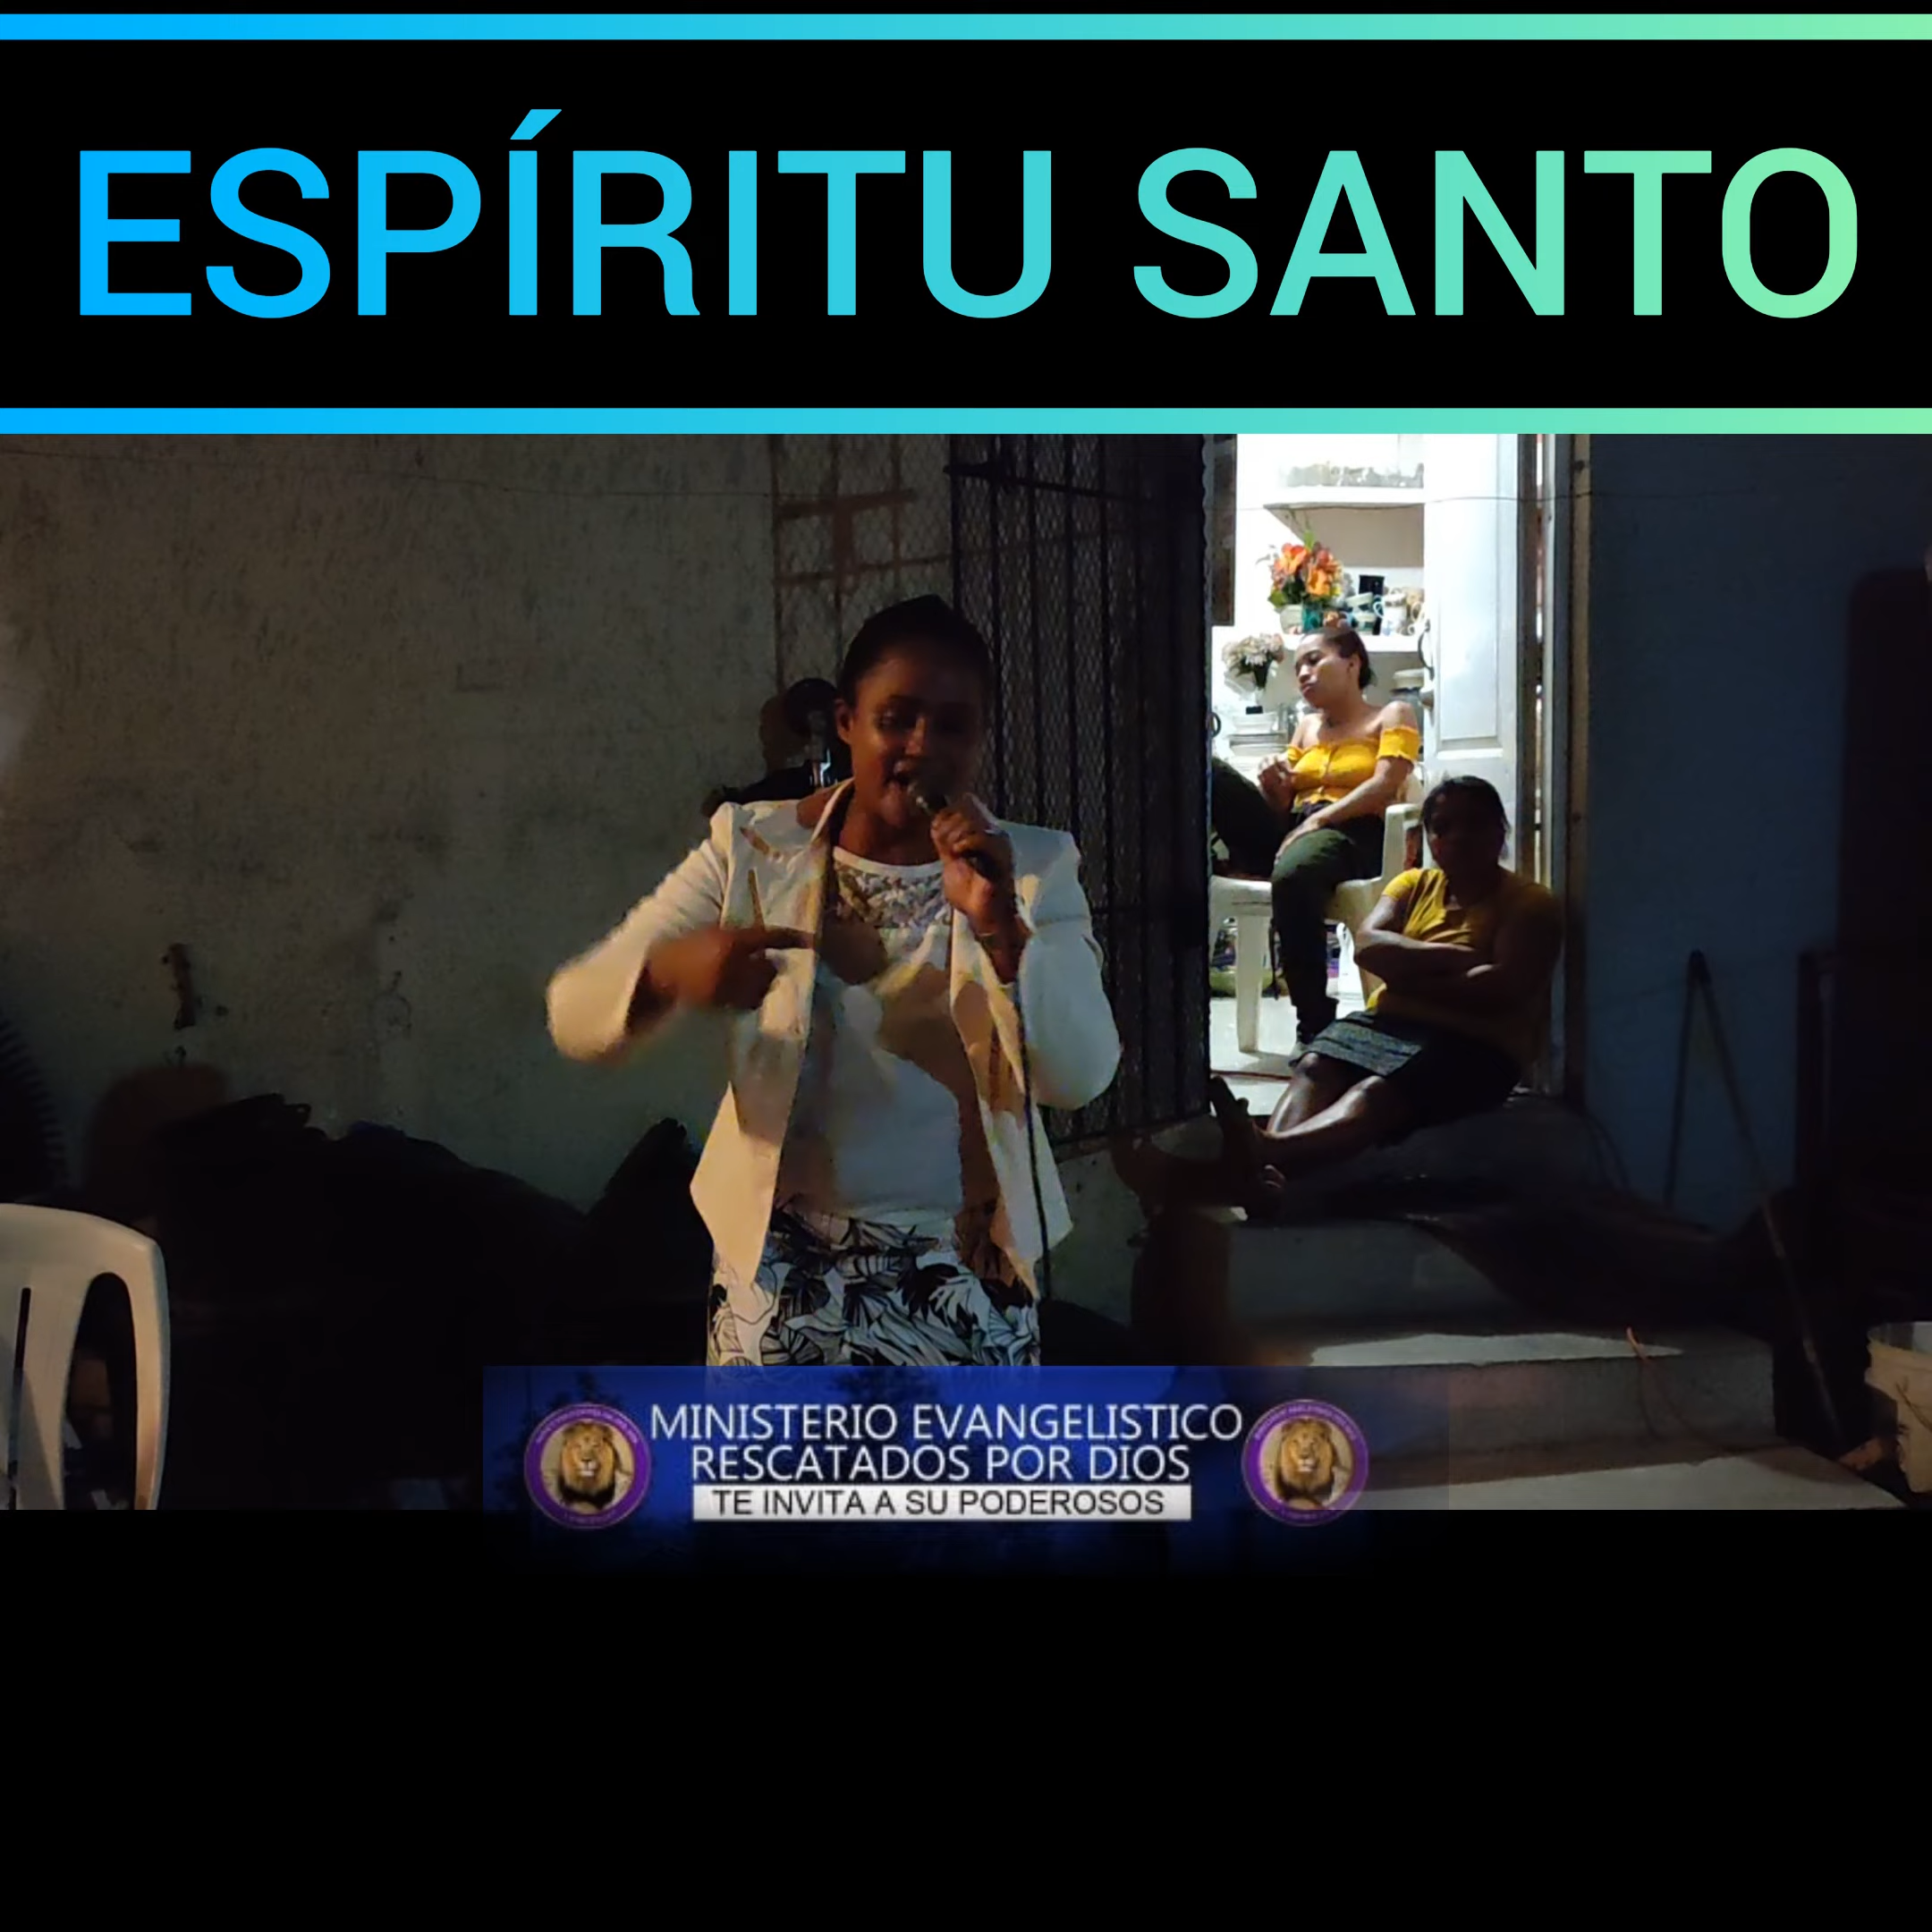 ESPÍRITU SANTO
MINISTERIO EVANGELISTICO
RESCATADOS POR DIOS
TE INVITA A SU PODEROSOS